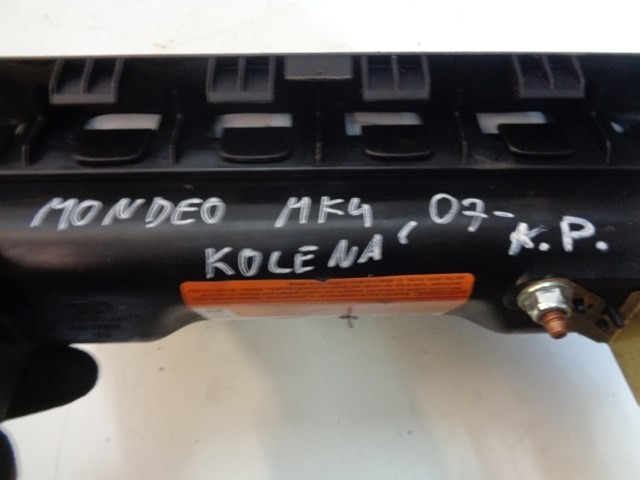 MONDEO MK4, 07- K.P.
KOLENA